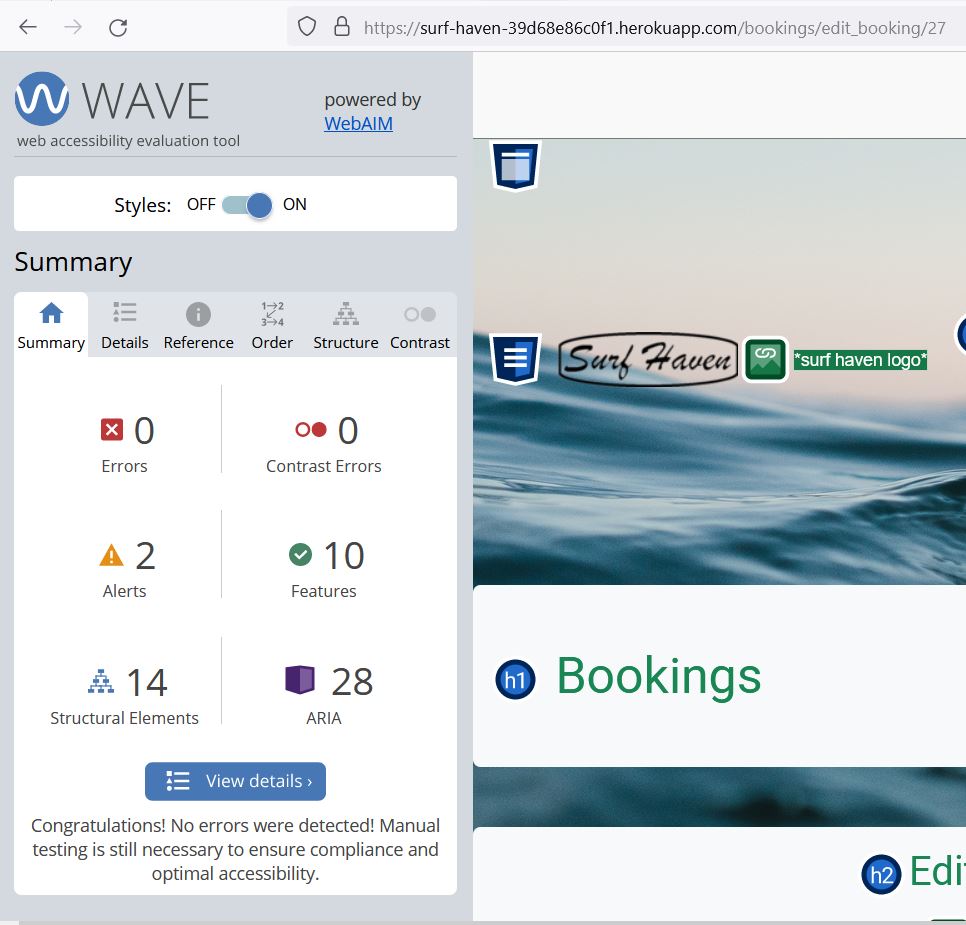 https://surf-haven-39d68e86c0f1.herokuapp.com/bookings/edit_booking/27
WAVE
powered by
WebAIM
web accessibility evaluation tool
Styles: OFF ON
Summary
Summary Details Reference Order Structure Contrast
0
Errors
0
Contrast Errors
2
Alerts
10
Features
14
Structural Elements
28
ARIA
View details ›
Congratulations! No errors were detected! Manual
testing is still necessary to ensure compliance and
optimal accessibility.
Surf Haven
*surf haven logo*
h1 Bookings
h2 Edi